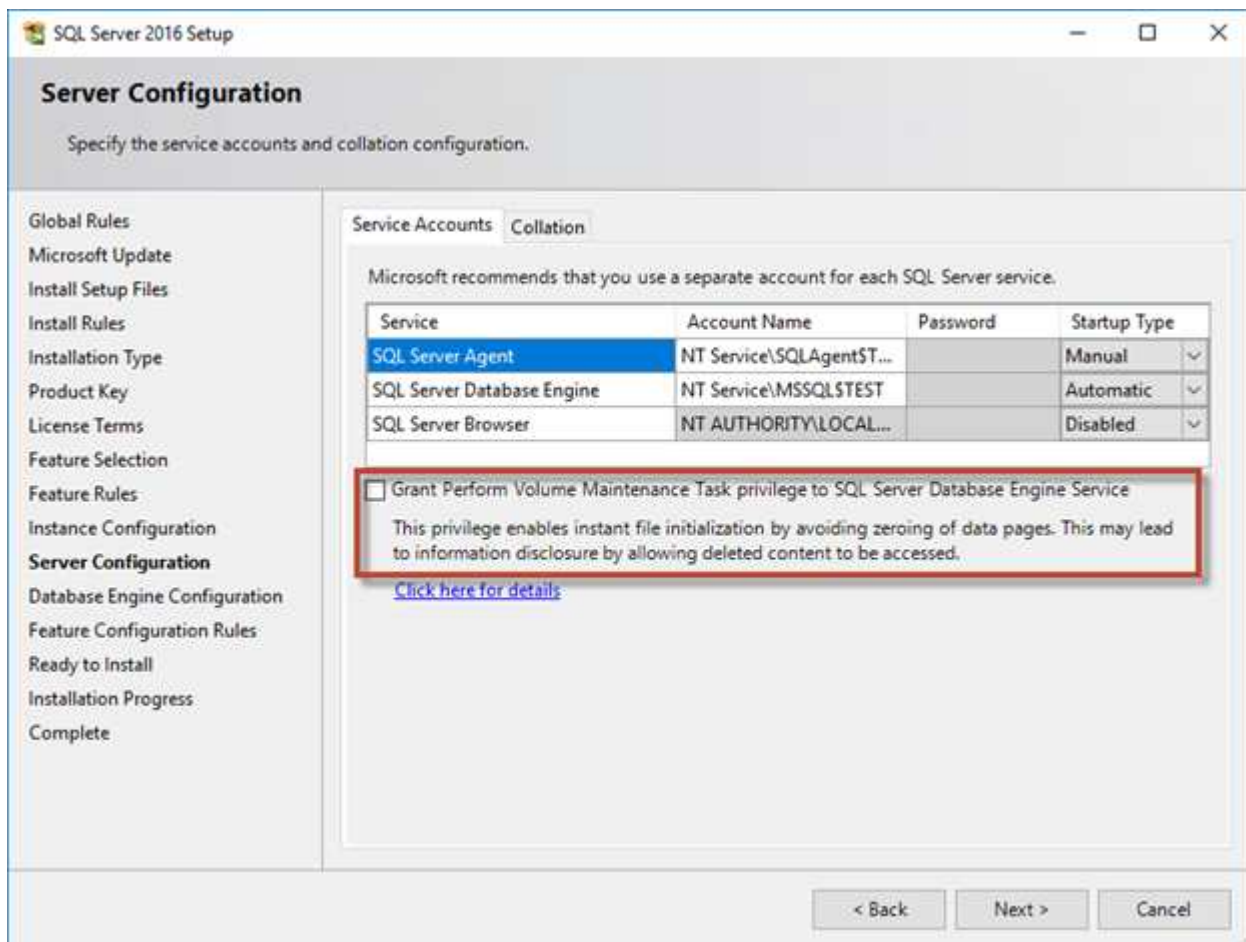 SQL Server 2016 Setup
Server Configuration
Specify the service accounts and collation configuration.
Global Rules
Microsoft Update
Install Setup Files
Install Rules
Installation Type
Product Key
License Terms
Feature Selection
Feature Rules
Instance Configuration
Server Configuration
Database Engine Configuration
Feature Configuration Rules
Ready to Install
Installation Progress
Complete
Service Accounts Collation
Microsoft recommends that you use a separate account for each SQL Server service.
Service Account Name Password Startup Type
SQL Server Agent NT Service\SQLAgent$T... Manual
SQL Server Database Engine NT Service\MSSQL$TEST Automatic
SQL Server Browser NT AUTHORITY\LOCAL... Disabled
Grant Perform Volume Maintenance Task privilege to SQL Server Database Engine Service
This privilege enables instant file initialization by avoiding zeroing of data pages. This may lead
to information disclosure by allowing deleted content to be accessed.
Click here for details
< Back Next > Cancel